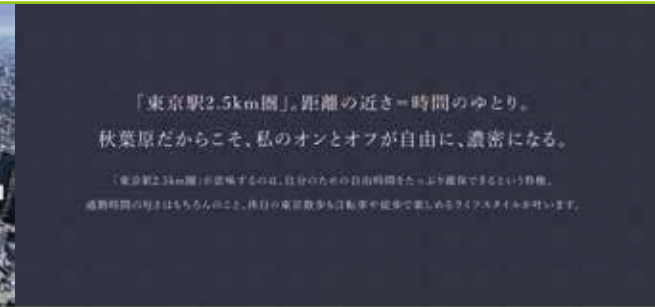 「東京駅2.5km圏」。距離の近さ=時間のゆとり。
秋葉原だからこそ、私のオンとオフが自由に、濃密になる。
「東京駅2.5km圏」が意味するのは、自分のための自由時間をたっぷり確保できるという特権。
通勤時間の短さはもちろんのこと、休日の東京散歩も自転車や徒歩で楽しめるライフスタイルが叶います。